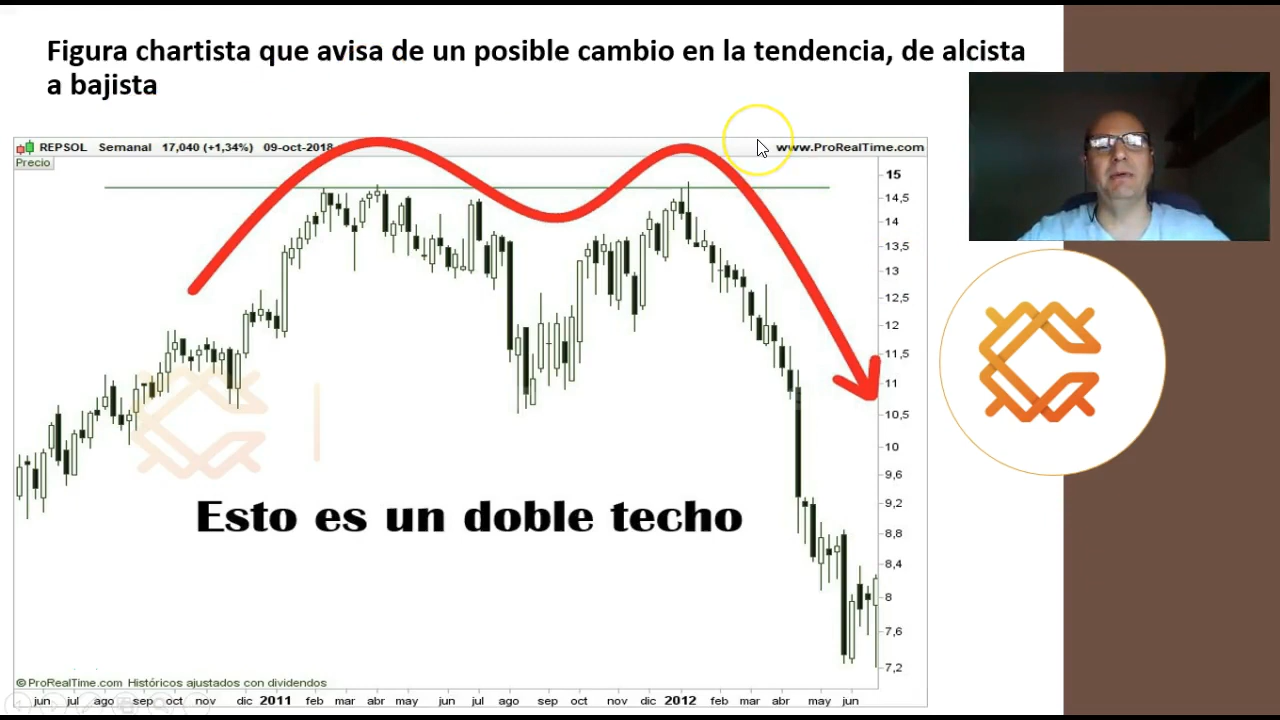 Figura chartista que avisa de un posible cambio en la tendencia, de alcista
a bajista
REPSOL Semanal 17,040 (+1,34%) 09-oct-2018 www.ProRealTime.com
Precio
15
14,5
14
13,5
13
12,5
12
11,5
11
10,5
10
9,6
9,2
8,8
8,4
8
7,6
7,2
Esto es un doble techo
© ProRealTime.com Históricos ajustados con dividendos
jun jul ago sep oct nov dic 2011 feb mar abr may jun jul ago sep oct nov dic 2012 feb mar abr may jun